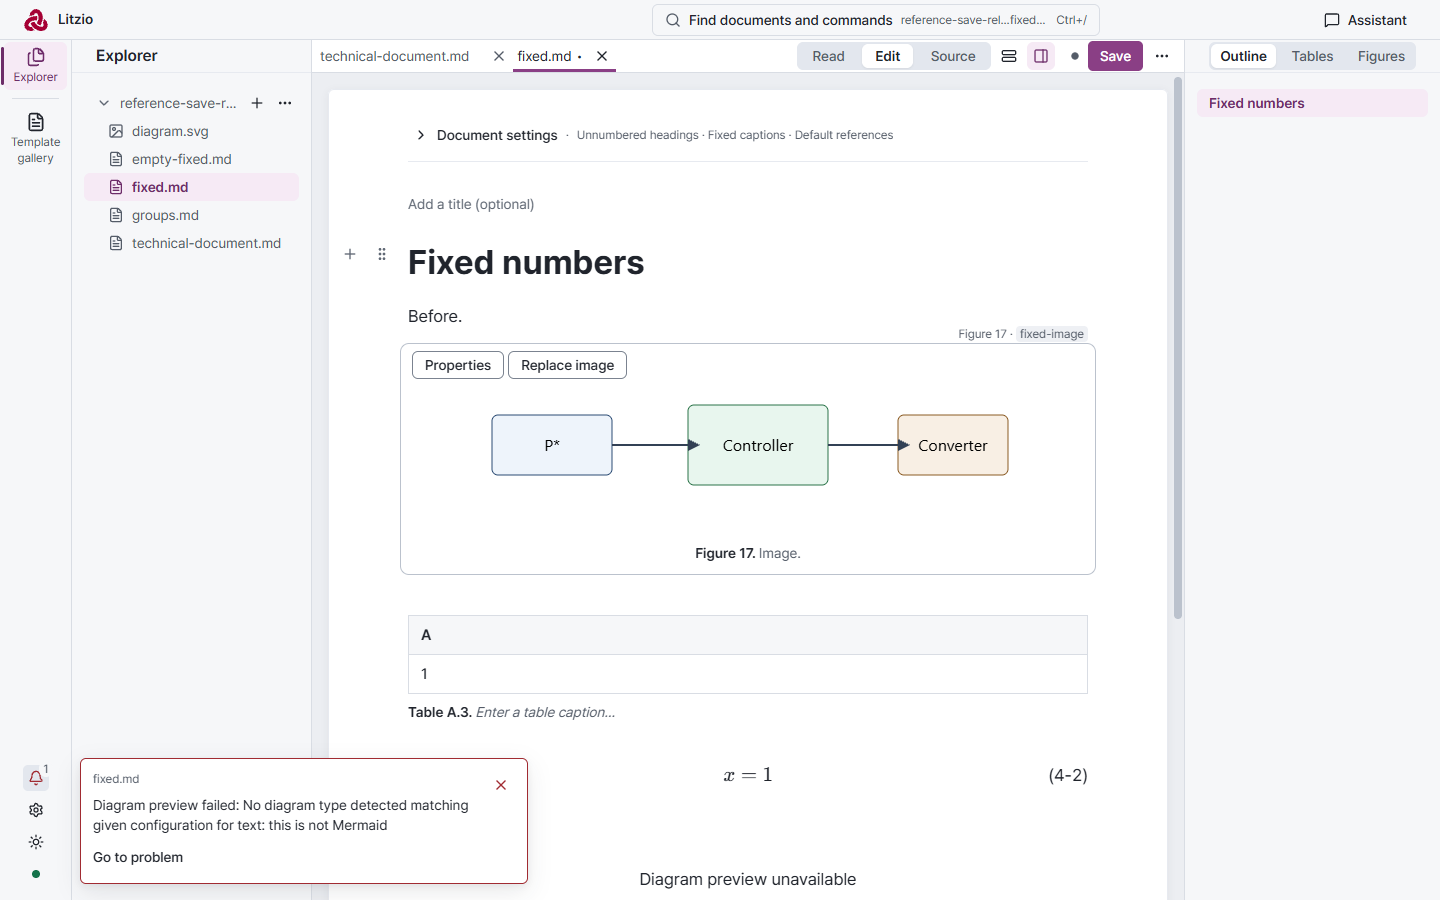 Litzio
Find documents and commands reference-save-rel...fixed... Ctrl+/
Assistant
Explorer
Template
gallery
Explorer
reference-save-r...
diagram.svg
empty-fixed.md
fixed.md
groups.md
technical-document.md
technical-document.md
fixed.md •
Read
Edit
Source
Save
Outline
Tables
Figures
Fixed numbers
Document settings · Unnumbered headings · Fixed captions · Default references
Add a title (optional)
Fixed numbers
Before.
Figure 17 · fixed-image
Properties
Replace image
P*
Controller
Converter
Figure 17. Image.
A
1
Table A.3. Enter a table caption...
x = 1
(4-2)
Diagram preview unavailable
1
fixed.md
Diagram preview failed: No diagram type detected matching
given configuration for text: this is not Mermaid
Go to problem